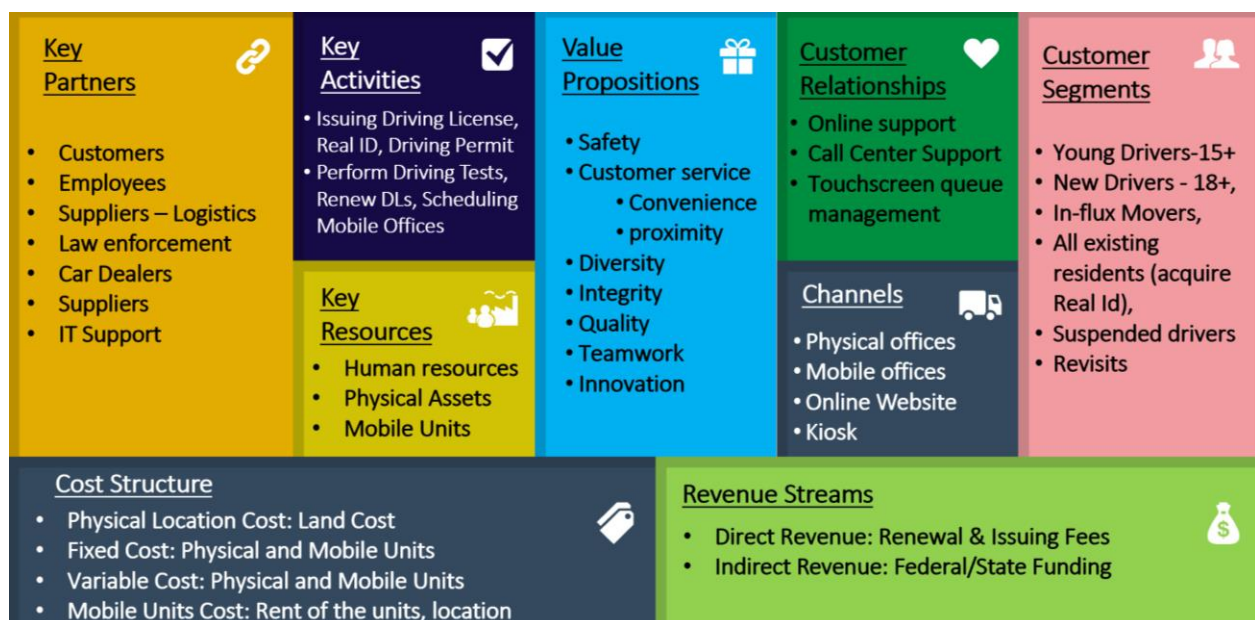 Key
Partners
• Customers
• Employees
• Suppliers – Logistics
• Law enforcement
• Car Dealers
• Suppliers
• IT Support
Key
Activities
• Issuing Driving License,
Real ID, Driving Permit
• Perform Driving Tests,
Renew DLs, Scheduling
Mobile Offices
Key
Resources
• Human resources
• Physical Assets
• Mobile Units
Value
Propositions
• Safety
• Customer service
• Convenience
• proximity
• Diversity
• Integrity
• Quality
• Teamwork
• Innovation
Customer
Relationships
• Online support
• Call Center Support
• Touchscreen queue
management
Channels
• Physical offices
• Mobile offices
• Online Website
• Kiosk
Customer
Segments
• Young Drivers-15+
• New Drivers - 18+,
• In-flux Movers,
• All existing
residents (acquire
Real Id),
• Suspended drivers
• Revisits
Cost Structure
• Physical Location Cost: Land Cost
• Fixed Cost: Physical and Mobile Units
• Variable Cost: Physical and Mobile Units
• Mobile Units Cost: Rent of the units, location
Revenue Streams
• Direct Revenue: Renewal & Issuing Fees
• Indirect Revenue: Federal/State Funding
$